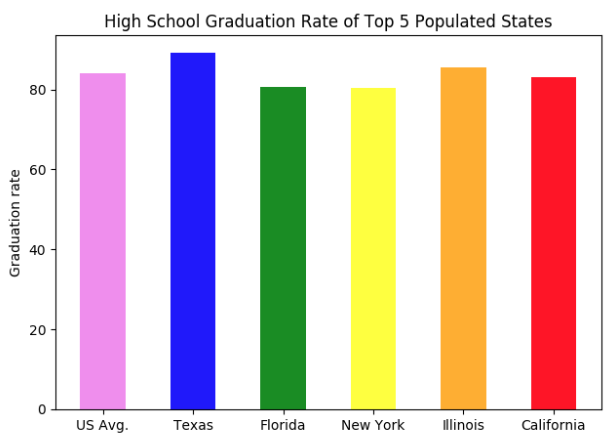 High School Graduation Rate of Top 5 Populated States
Graduation rate
80
60
40
20
0
US Avg. Texas Florida New York Illinois California